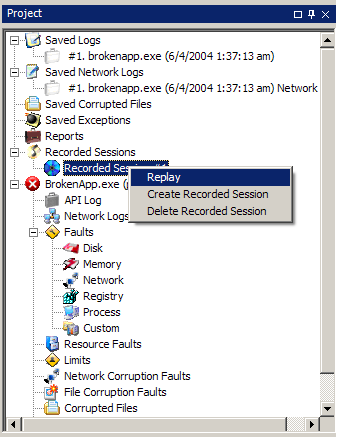 Project
Saved Logs
#1. brokenapp.exe (6/4/2004 1:37:13 am)
Saved Network Logs
#1. brokenapp.exe (6/4/2004 1:37:13 am) Network
Saved Corrupted Files
Saved Exceptions
Reports
Recorded Sessions
Recorded
Replay
BrokenApp.exe
Create Recorded Session
API Log
Delete Recorded Session
Network Logs
Faults
Disk
Memory
Network
Registry
Process
Custom
Resource Faults
Limits
Network Corruption Faults
File Corruption Faults
Corrupted Files